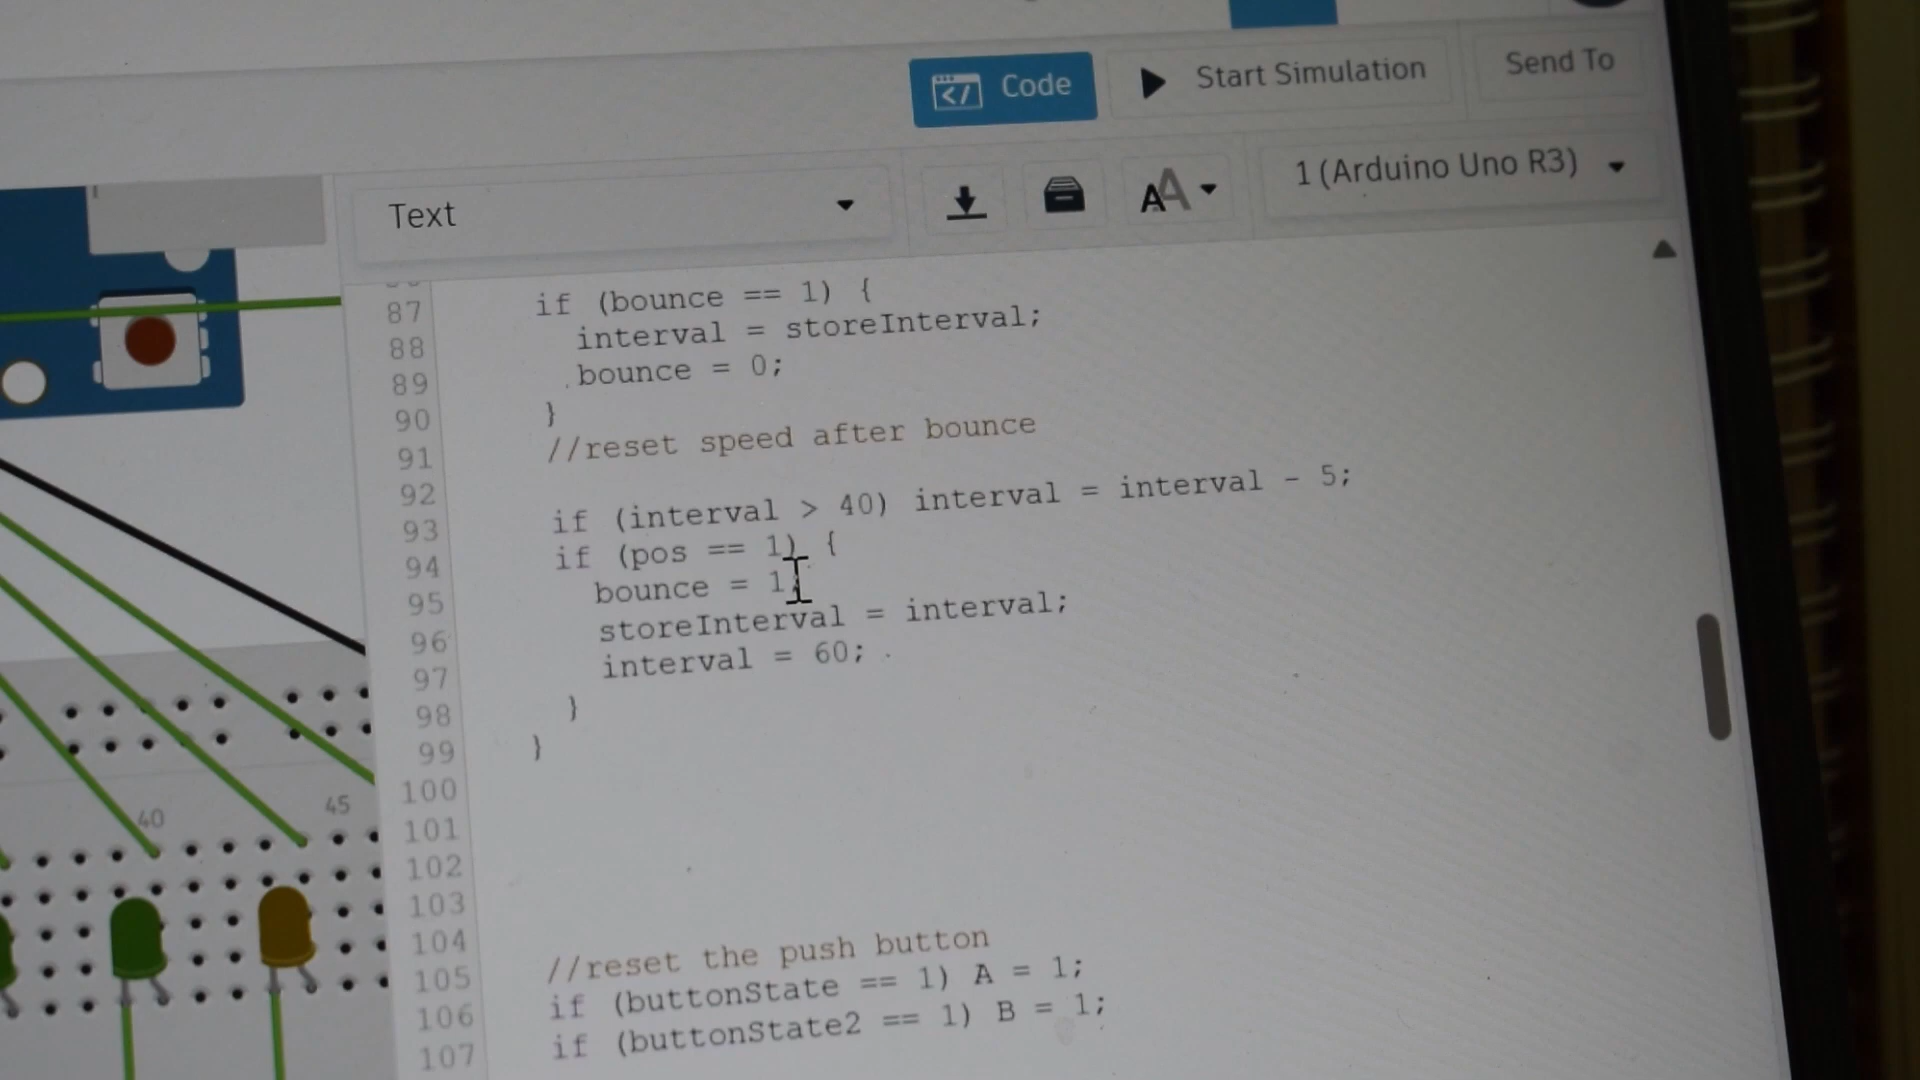 Code
Start Simulation
Send To
Text
AA
1 (Arduino Uno R3)
87 if (bounce == 1) {
88 interval = storeInterval;
89 bounce = 0;
90 }
91 //reset speed after bounce
92
93 if (interval > 40) interval = interval - 5;
94 if (pos == 1) {
95 bounce = 1;
96 storeInterval = interval;
97 interval = 60;
98 }
99 }
100
101
102
103
104
105 //reset the push button
106 if (buttonState == 1) A = 1;
107 if (buttonState2 == 1) B = 1;
40
45